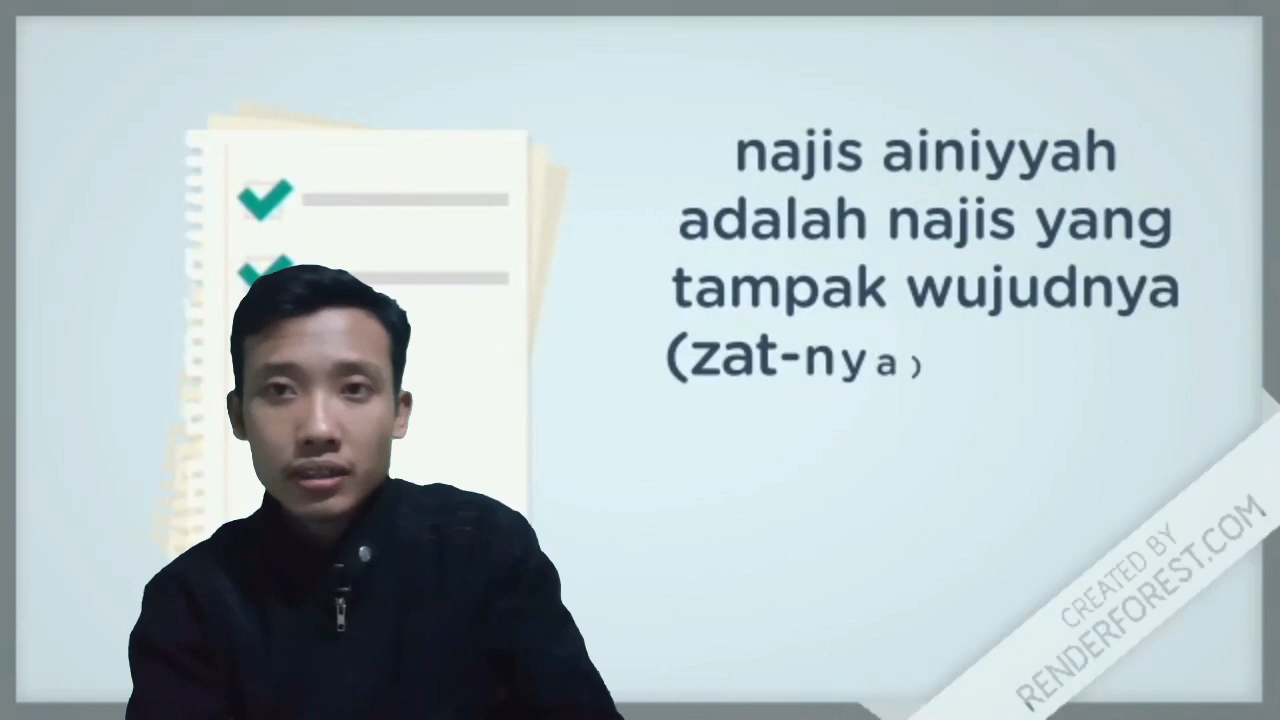 najis ainiyyah
adalah najis yang
tampak wujudnya
(zat-nya)
CREATED BY
RENDERFOREST.COM